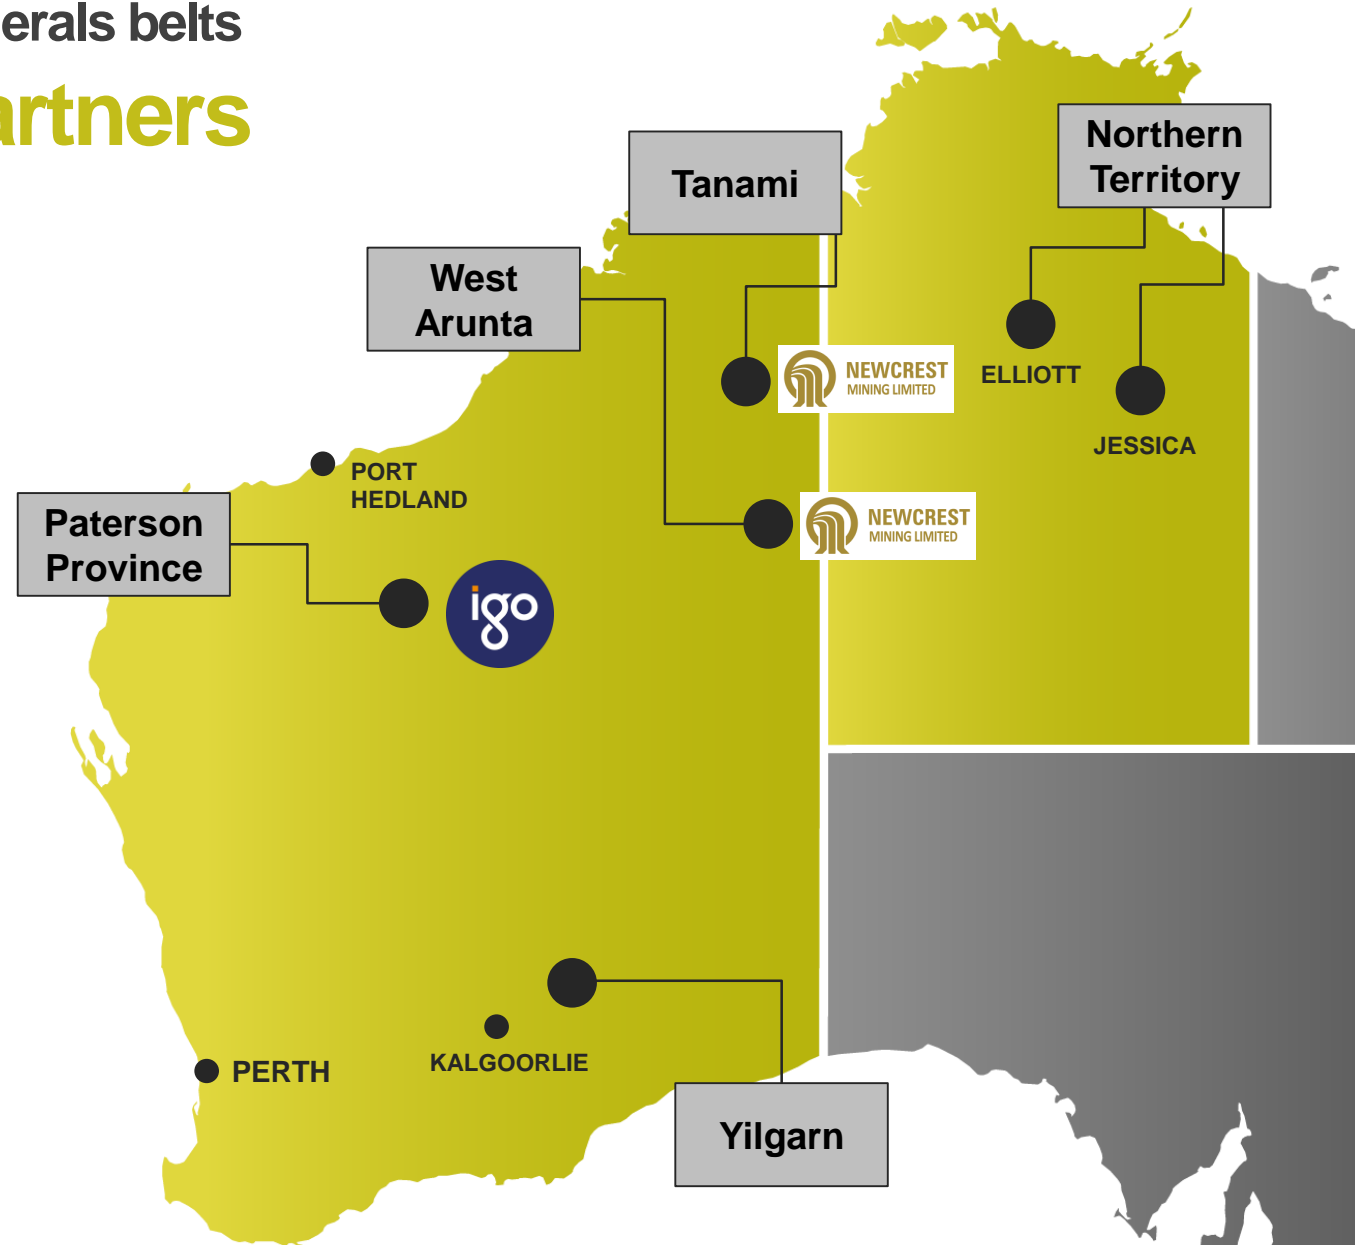 erals belts
artners
Northern
Territory
Tanami
West
Arunta
NEWCREST
MINING LIMITED
ELLIOTT
JESSICA
PORT
HEDLAND
Paterson
Province
NEWCREST
MINING LIMITED
igo
KALGOORLIE
PERTH
Yilgarn